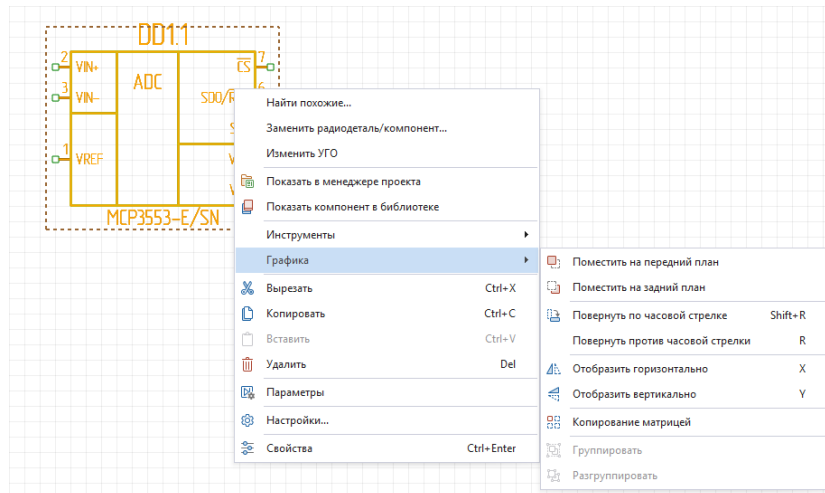 DD1.1
2 VIN+ ADC CS 7
3 VIN- SDO/R 6
1 VREF V
MCP3553-E/SN
Найти похожие...
Заменить радиодеталь/компонент...
Изменить УГО
Показать в менеджере проекта
Показать компонент в библиотеке
Инструменты
Графика
Вырезать Ctrl+X
Копировать Ctrl+C
Вставить Ctrl+V
Удалить Del
Параметры
Настройки...
Свойства Ctrl+Enter
Поместить на передний план
Поместить на задний план
Повернуть по часовой стрелке Shift+R
Повернуть против часовой стрелки R
Отобразить горизонтально X
Отобразить вертикально Y
Копирование матрицей
Группировать
Разгруппировать